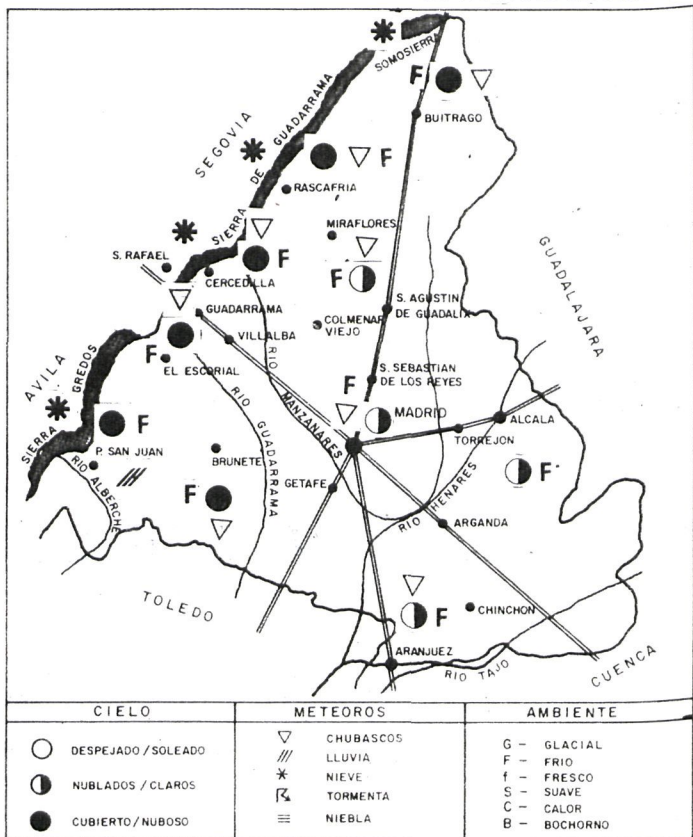 SOMOSIERRA
F
BUITRAGO
SEGOVIA
SIERRA DE GUADARRAMA
F
RASCAFRIA
MIRAFLORES
S. RAFAEL
CERCEDILLA
F
F
GUADALAJARA
GUADARRAMA
S. AGUSTIN
DE GUADALIX
COLMENAR
VIEJO
VILLALBA
F
EL ESCORIAL
RIO MANZANARES
F
S. SEBASTIAN
DE LOS REYES
AVILA
SIERRA GREDOS
RIO GUADARRAMA
MADRID
ALCALA
TORREJON
F
P. SAN JUAN
BRUNETE
RIO ALBERCHE
GETAFE
F
RIO HENARES
F
ARGANDA
TOLEDO
F
CHINCHON
ARANJUEZ
RIO TAJO
CUENCA
CIELO
DESPEJADO / SOLEADO
NUBLADOS / CLAROS
CUBIERTO / NUBOSO
METEOROS
CHUBASCOS
LLUVIA
NIEVE
TORMENTA
NIEBLA
AMBIENTE
G - GLACIAL
F - FRIO
f - FRESCO
S - SUAVE
C - CALOR
B - BOCHORNO